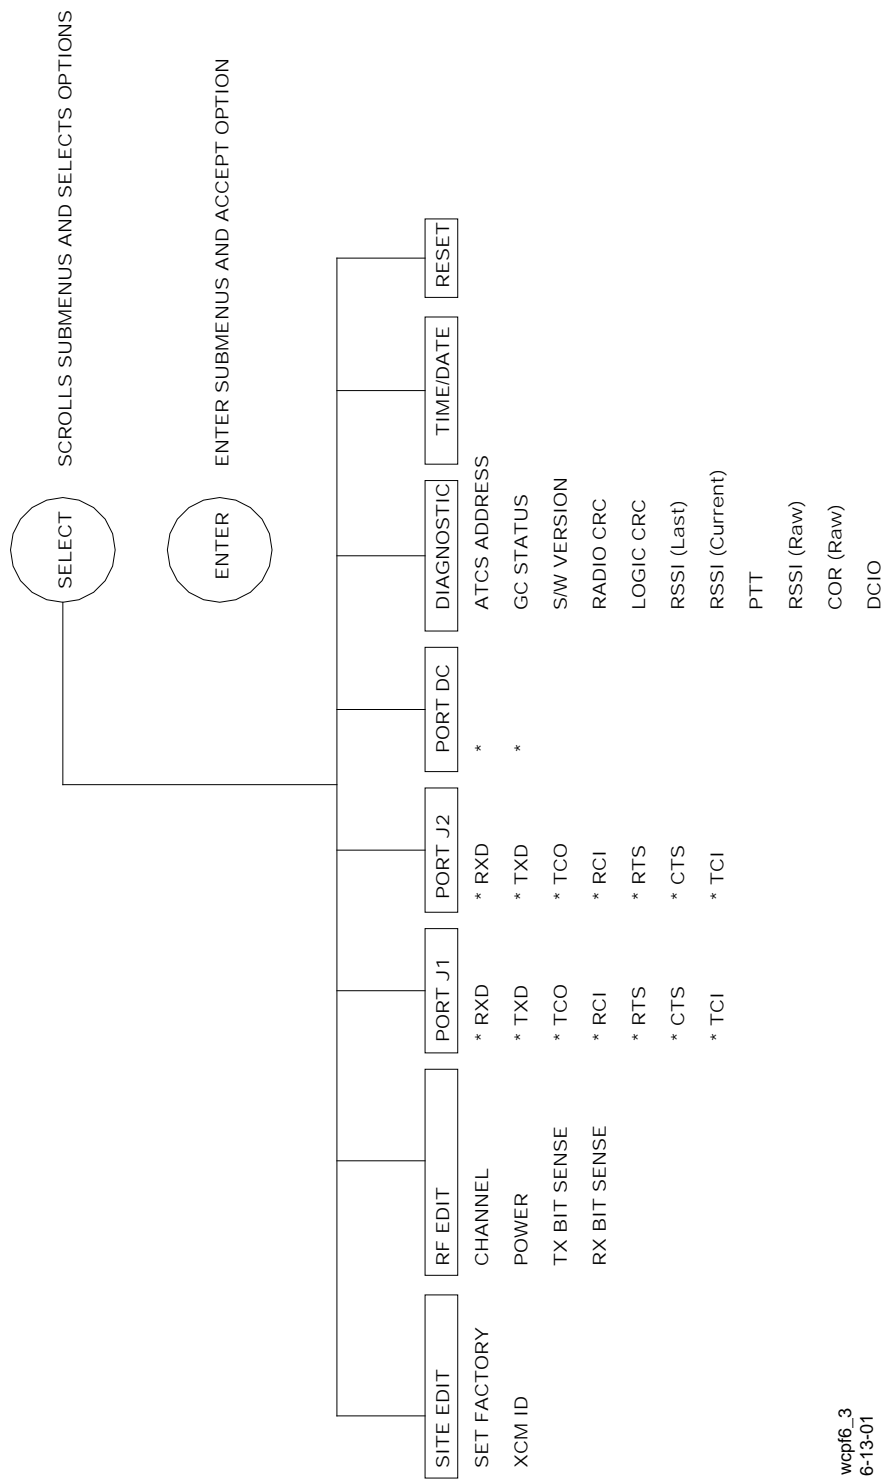 SELECT
SCROLLS SUBMENUS AND SELECTS OPTIONS
ENTER
ENTER SUBMENUS AND ACCEPT OPTION
SITE EDIT
SET FACTORY
XCM ID
RF EDIT
CHANNEL
POWER
TX BIT SENSE
RX BIT SENSE
PORT J1
* RXD
* TXD
* TCO
* RCI
* RTS
* CTS
* TCI
PORT J2
* RXD
* TXD
* TCO
* RCI
* RTS
* CTS
* TCI
PORT DC
*
*
DIAGNOSTIC
ATCS ADDRESS
GC STATUS
S/W VERSION
RADIO CRC
LOGIC CRC
RSSI (Last)
RSSI (Current)
PTT
RSSI (Raw)
COR (Raw)
DCIO
TIME/DATE
RESET
wcpf6_3
6-13-01